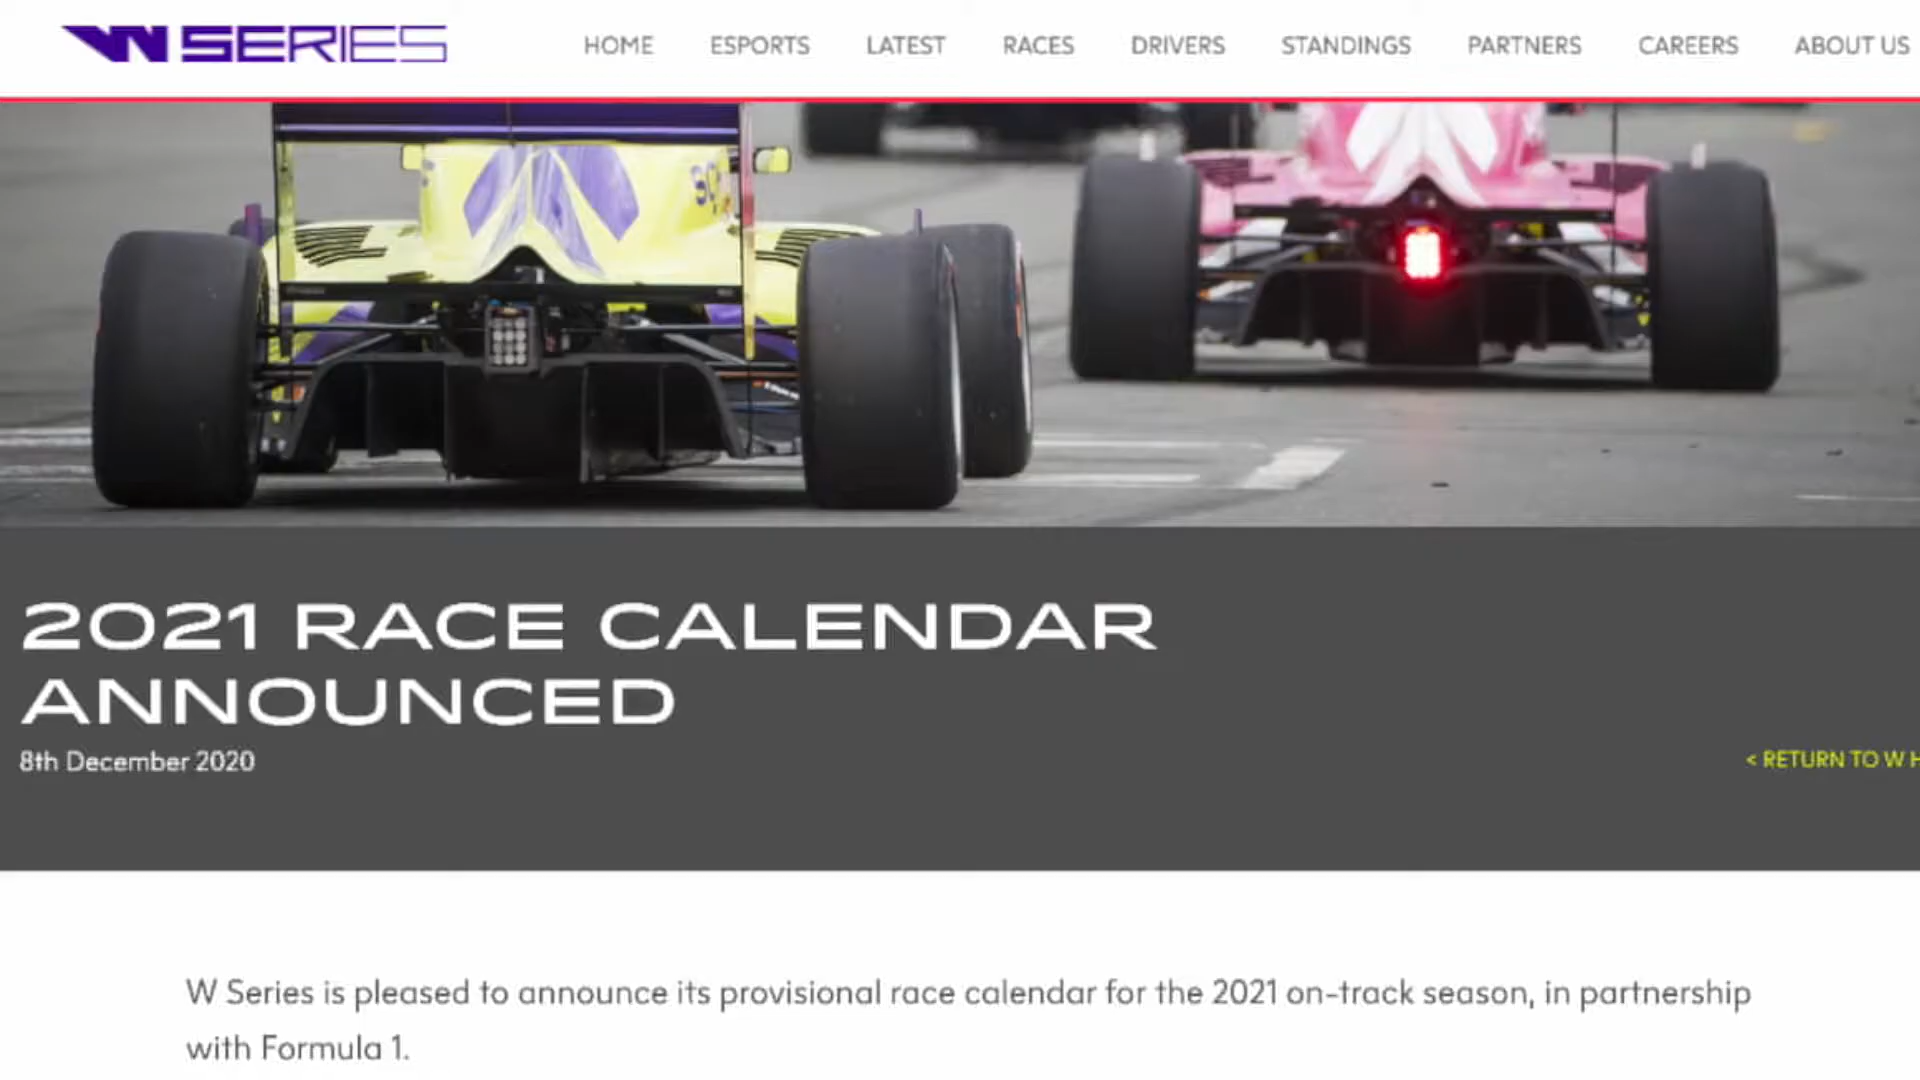 W SERIES
HOME ESPORTS LATEST RACES DRIVERS STANDINGS PARTNERS CAREERS ABOUT US
2021 RACE CALENDAR
ANNOUNCED
8th December 2020
< RETURN TO W H
W Series is pleased to announce its provisional race calendar for the 2021 on-track season, in partnership
with Formula 1.